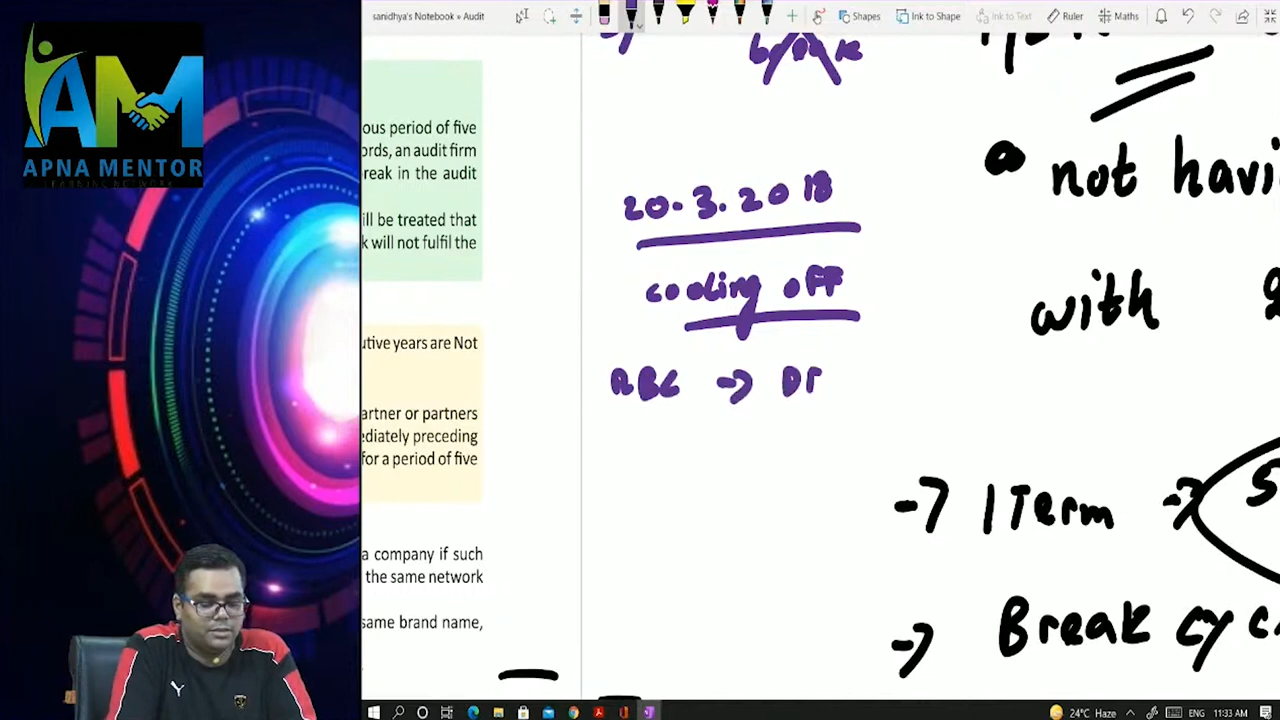 sanidhya's Notebook » Audit
Shapes
Ink to Shape
Ink to Text
Ruler
Maths
AM
APNA MENTOR
LEARNING NETWORK
ous period of five
ords, an audit firm
reak in the audit
ill be treated that
k will not fulfil the
utive years are Not
artner or partners
ediately preceding
for a period of five
a company if such
the same network
same brand name,
20.3.2018
cooling off
ABC → D
not havi
with
→ 1 Term →
→ Break cyc
24°C Haze
ENG
11:33 AM